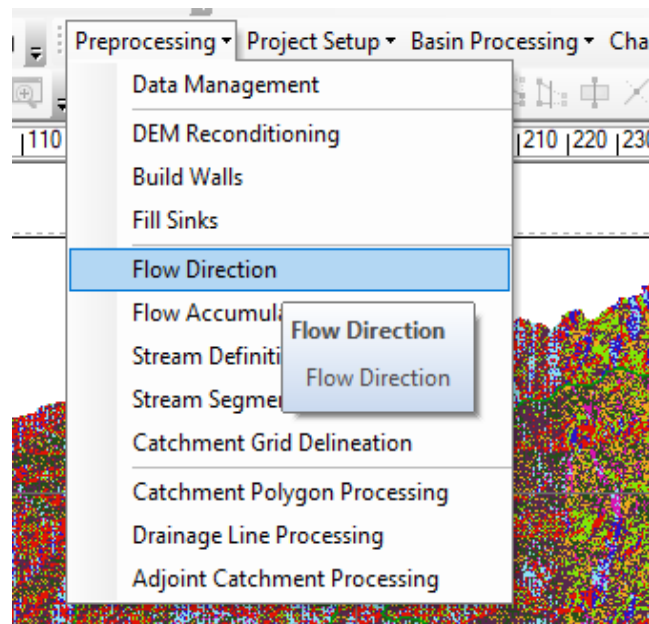 Preprocessing Project Setup Basin Processing Cha
Data Management
110 DEM Reconditioning 210 220 230
Build Walls
Fill Sinks
Flow Direction
Flow Accumul
Flow Direction
Stream Definiti
Flow Direction
Stream Segme
Catchment Grid Delineation
Catchment Polygon Processing
Drainage Line Processing
Adjoint Catchment Processing